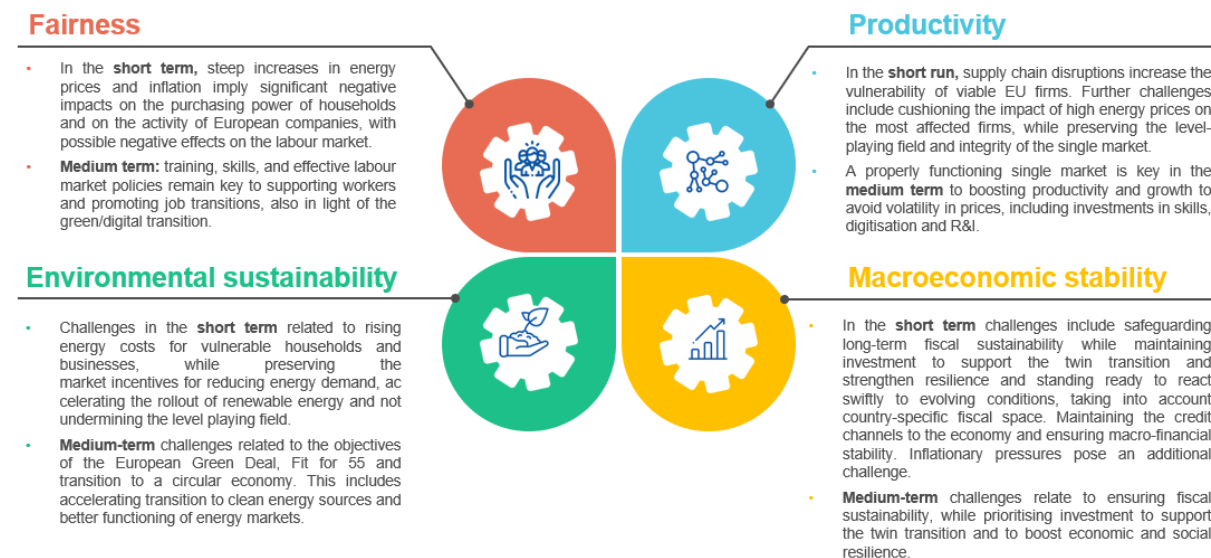 Fairness
• In the short term, steep increases in energy
prices and inflation imply significant negative
impacts on the purchasing power of households
and on the activity of European companies, with
possible negative effects on the labour market.
• Medium term: training, skills, and effective labour
market policies remain key to supporting workers
and promoting job transitions, also in light of the
green/digital transition.
Productivity
• In the short run, supply chain disruptions increase the
vulnerability of viable EU firms. Further challenges
include cushioning the impact of high energy prices on
the most affected firms, while preserving the level-
playing field and integrity of the single market.
• A properly functioning single market is key in the
medium term to boosting productivity and growth to
avoid volatility in prices, including investments in skills,
digitisation and R&I.
Environmental sustainability
• Challenges in the short term related to rising
energy costs for vulnerable households and
businesses, while preserving the
market incentives for reducing energy demand, ac
celerating the rollout of renewable energy and not
undermining the level playing field.
• Medium-term challenges related to the objectives
of the European Green Deal, Fit for 55 and
transition to a circular economy. This includes
accelerating transition to clean energy sources and
better functioning of energy markets.
Macroeconomic stability
• In the short term challenges include safeguarding
long-term fiscal sustainability while maintaining
investment to support the twin transition and
strengthen resilience and standing ready to react
swiftly to evolving conditions, taking into account
country-specific fiscal space. Maintaining the credit
channels to the economy and ensuring macro-financial
stability. Inflationary pressures pose an additional
challenge.
• Medium-term challenges relate to ensuring fiscal
sustainability, while prioritising investment to support
the twin transition and to boost economic and social
resilience.